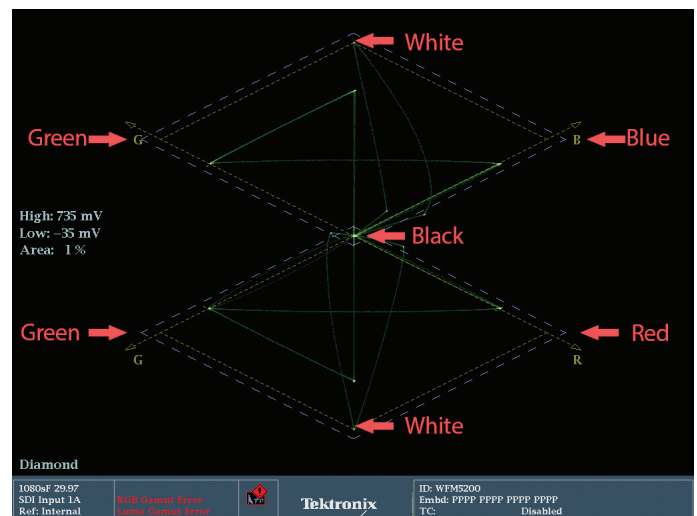 White
Green
G
B
Blue
High: 735 mV
Low: -35 mV
Area: 1 %
Black
Green
Red
G
R
White
Diamond
1080sF 29.97
SDI Input 1A
Ref: Internal
RGB Gamut Error
Luma Gamut Error
Tektronix
ID: WFM5200
Embd: PPPP PPPP PPPP PPPP
TC: Disabled